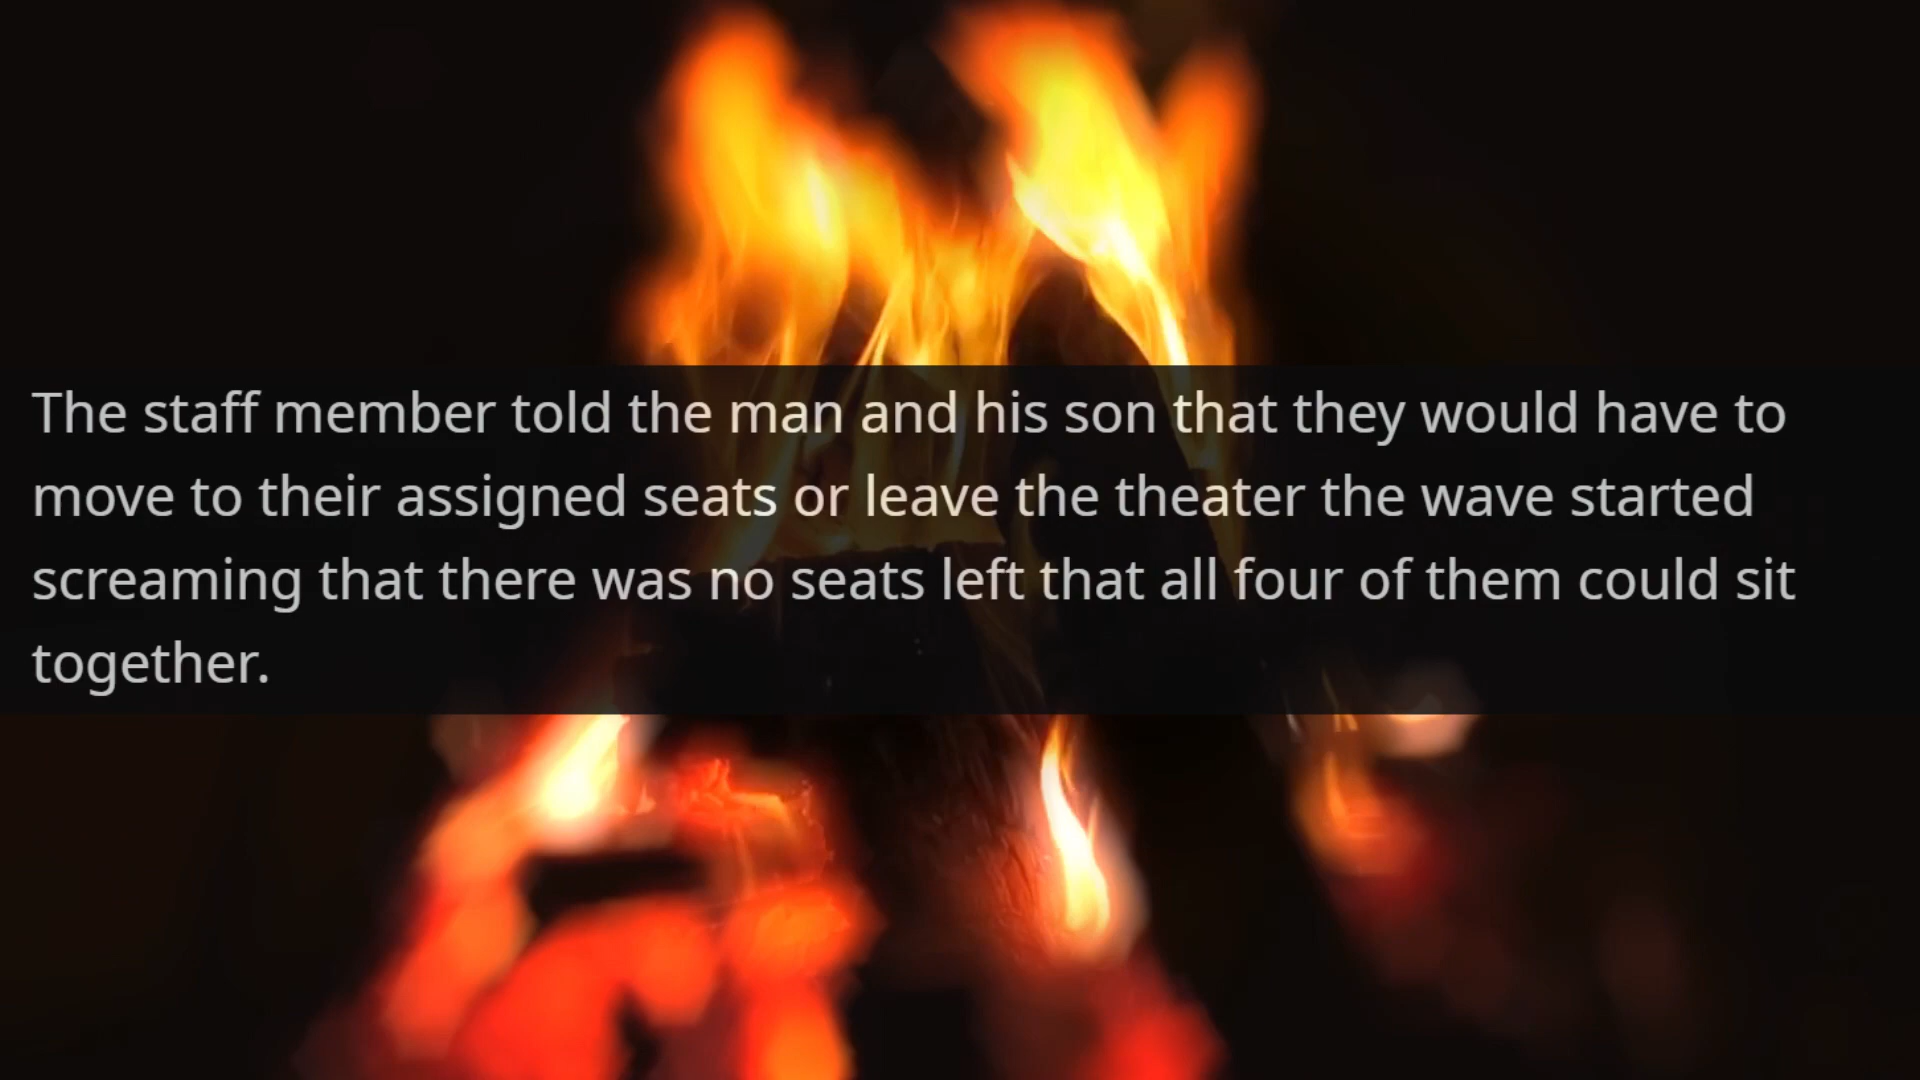 The staff member told the man and his son that they would have to
move to their assigned seats or leave the theater the wave started
screaming that there was no seats left that all four of them could sit
together.